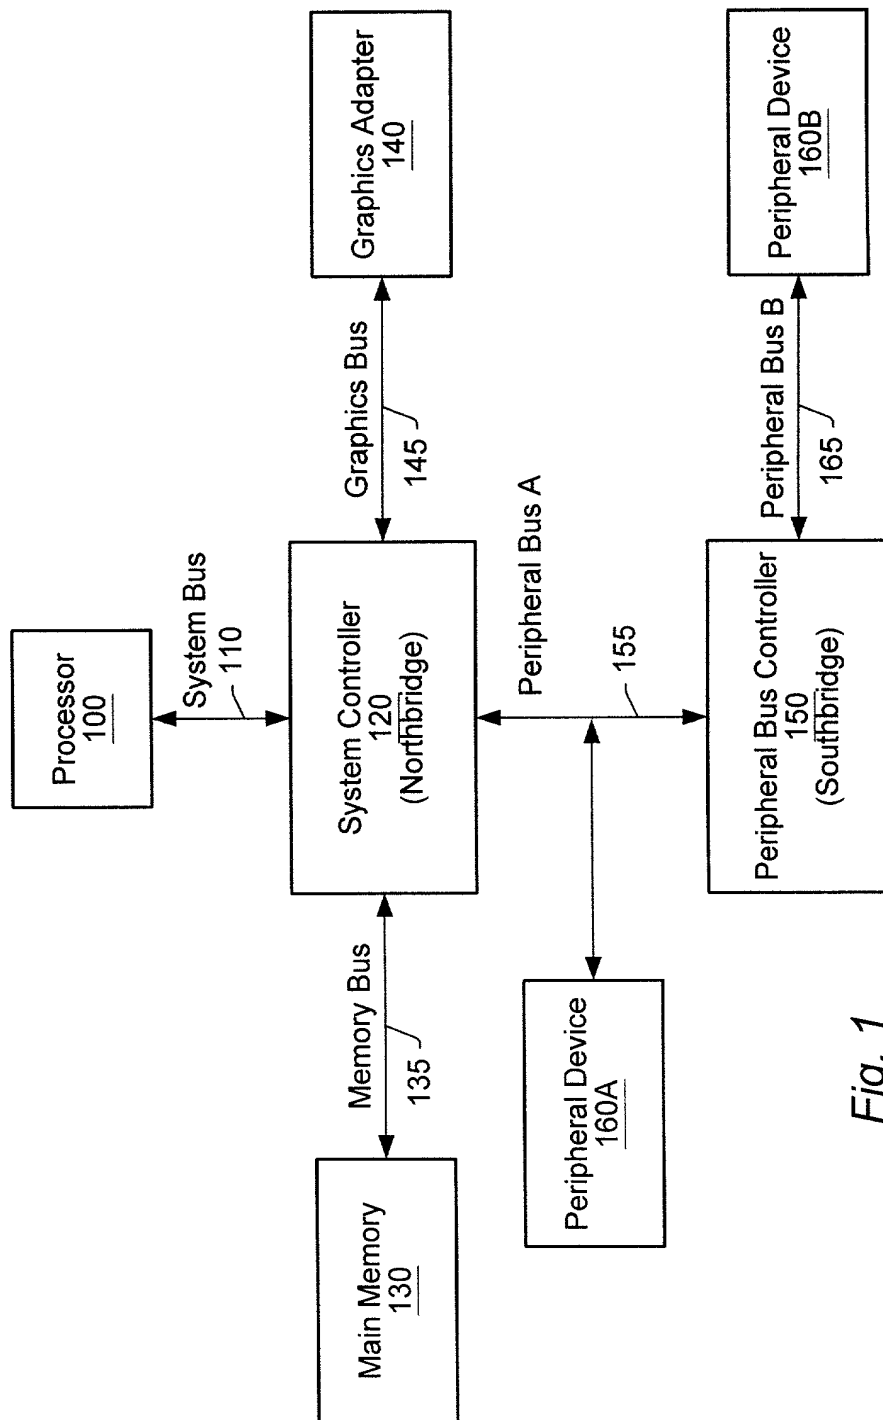 Processor
100
System Bus
110
Main Memory
130
Memory Bus
135
System Controller
120
(Northbridge)
Graphics Bus
145
Graphics Adapter
140
Peripheral Device
160A
Peripheral Bus A
155
Peripheral Bus Controller
150
(Southbridge)
Peripheral Bus B
165
Peripheral Device
160B
Fig. 1